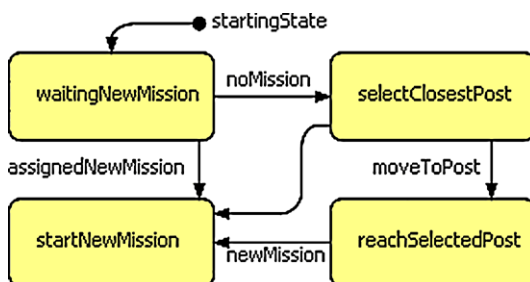 startingState
waitingNewMission
noMission
selectClosestPost
assignedNewMission
moveToPost
startNewMission
newMission
reachSelectedPost